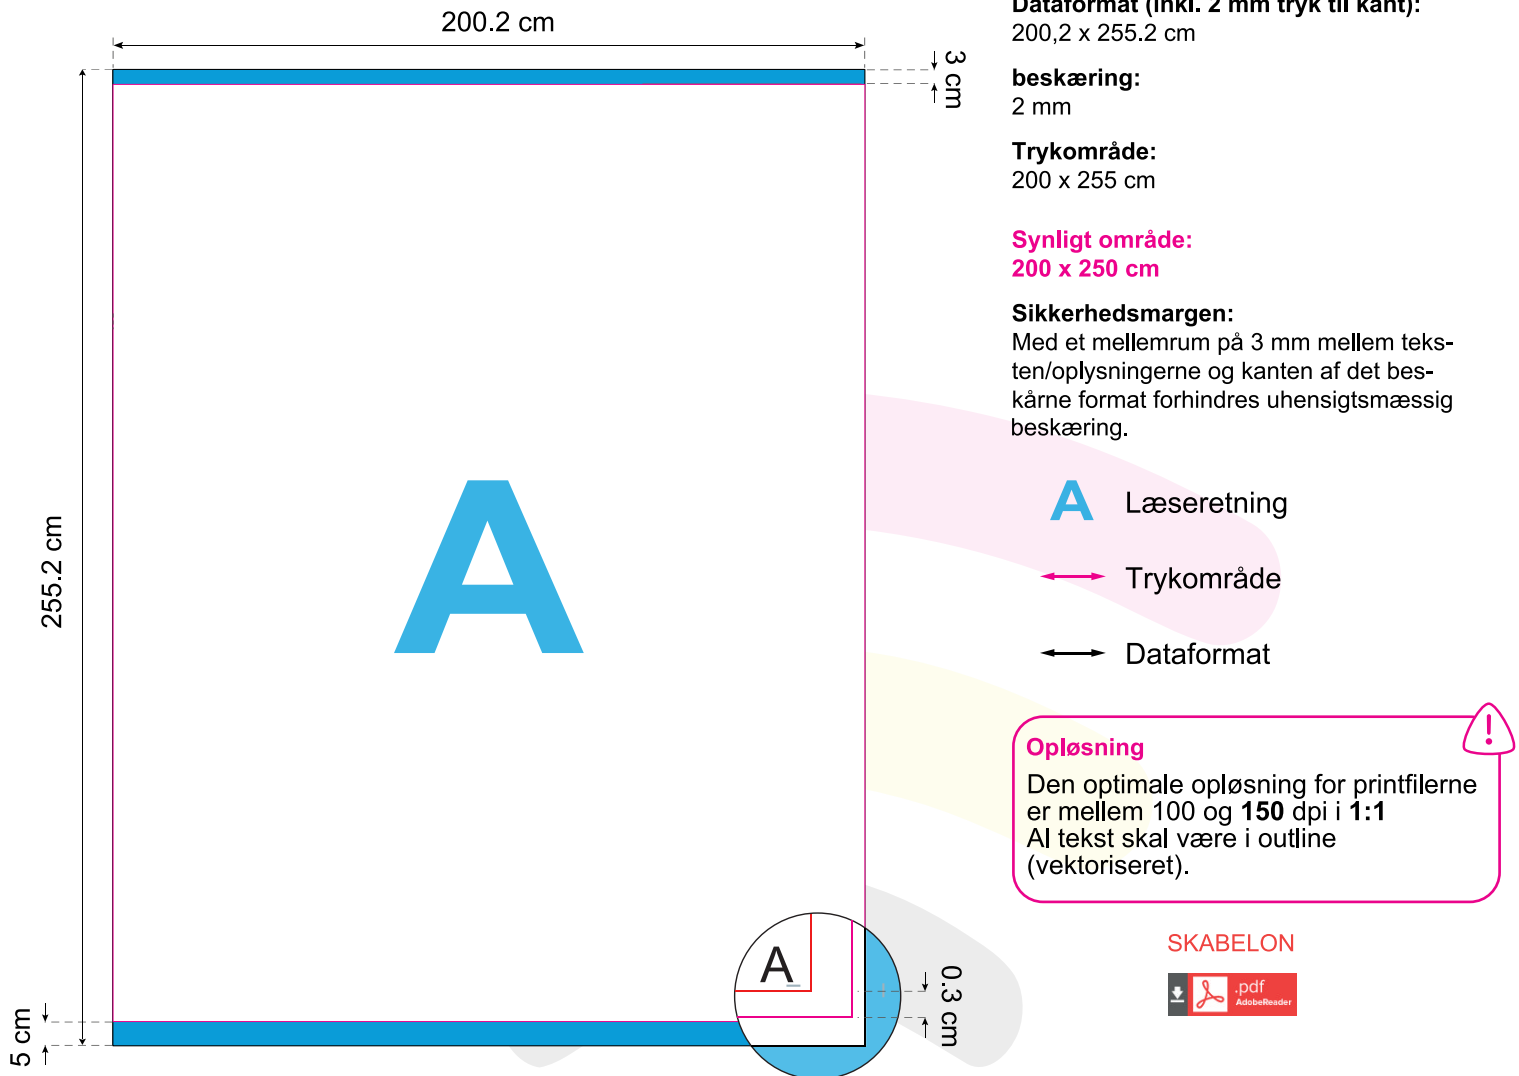 200.2 cm
3 cm
255.2 cm
A
A
0.3 cm
5 cm
Dataformat (inkl. 2 mm tryk til kant):
200,2 x 255.2 cm
beskæring:
2 mm
Trykområde:
200 x 255 cm
Synligt område:
200 x 250 cm
Sikkerhedsmargen:
Med et mellemrum på 3 mm mellem teks-
ten/oplysningerne og kanten af det bes-
kårne format forhindres uhensigtsmæssig
beskæring.
A Læseretning
Trykområde
Dataformat
!
Opløsning
Den optimale opløsning for printfilerne
er mellem 100 og 150 dpi i 1:1
Al tekst skal være i outline
(vektoriseret).
SKABELON
.pdf
AdobeReader